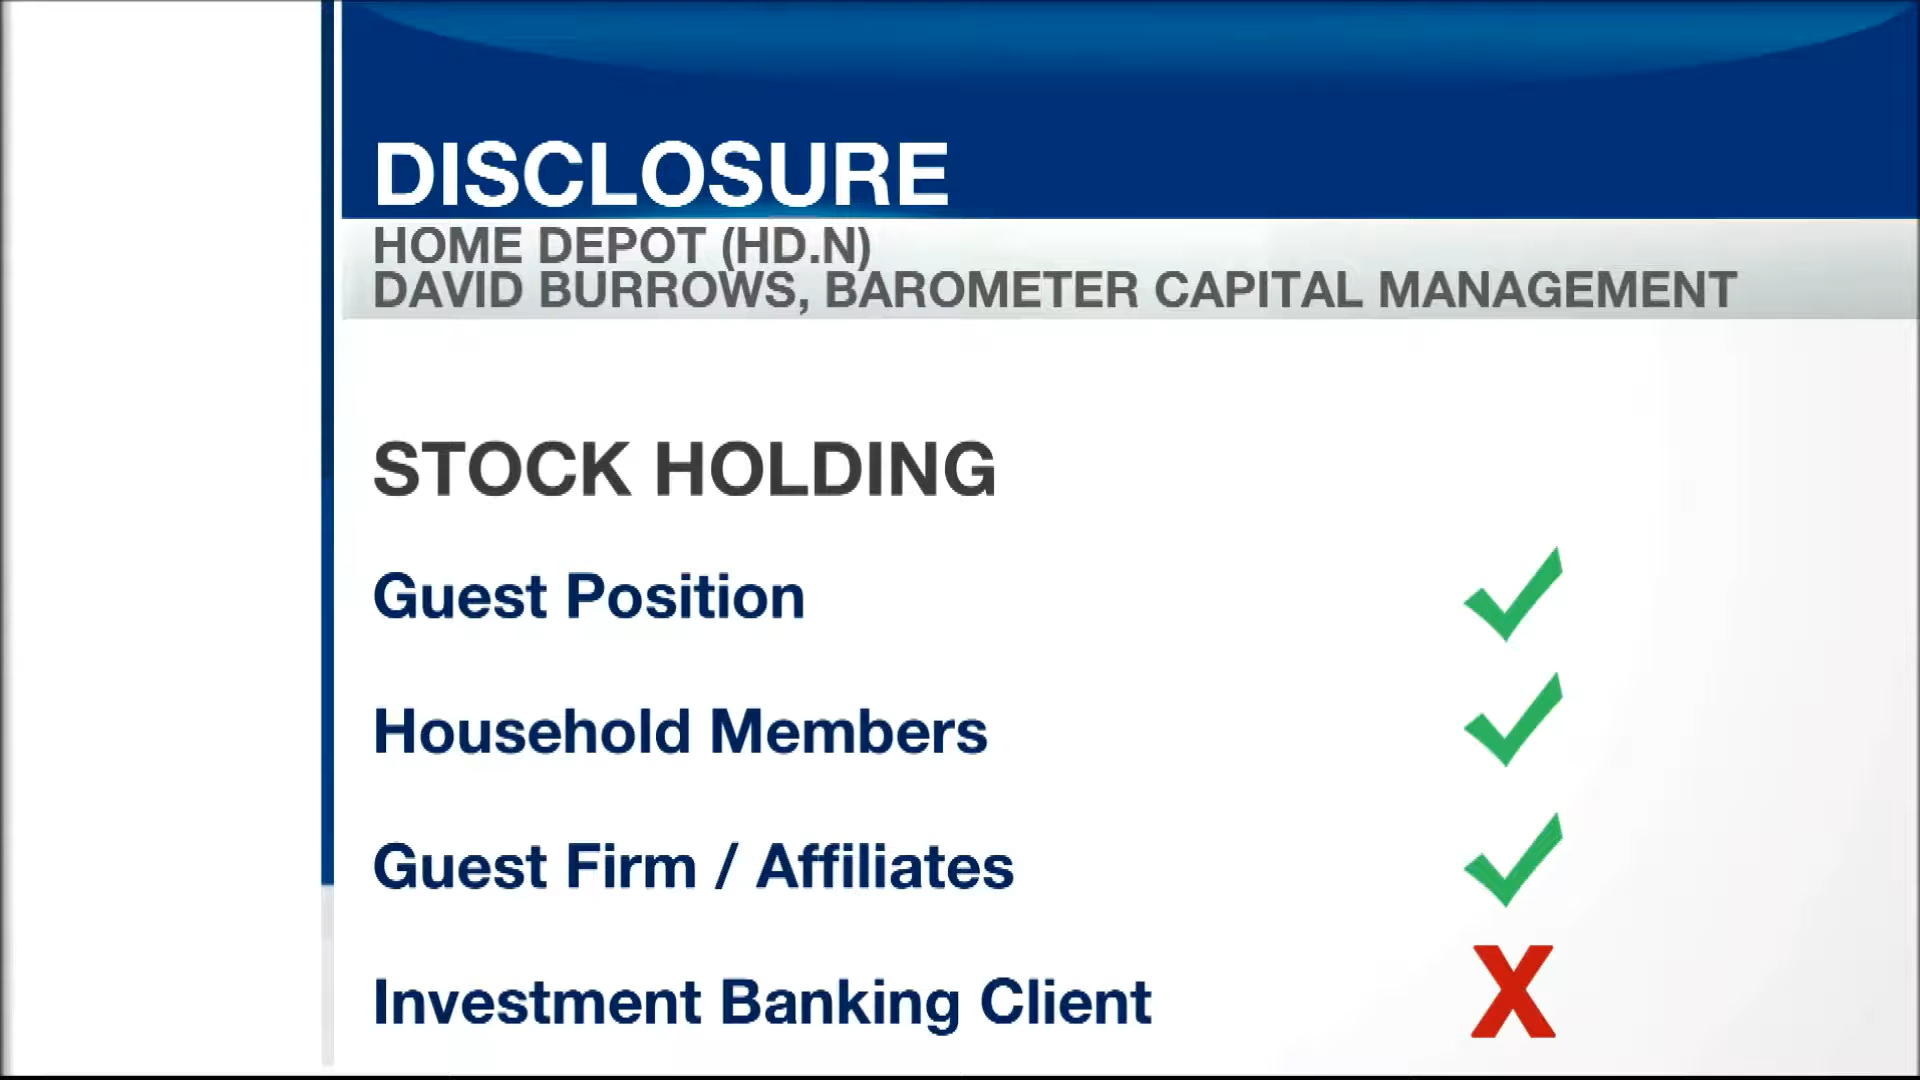 DISCLOSURE
HOME DEPOT (HD.N)
DAVID BURROWS, BAROMETER CAPITAL MANAGEMENT
STOCK HOLDING
Guest Position
Household Members
Guest Firm / Affiliates
Investment Banking Client